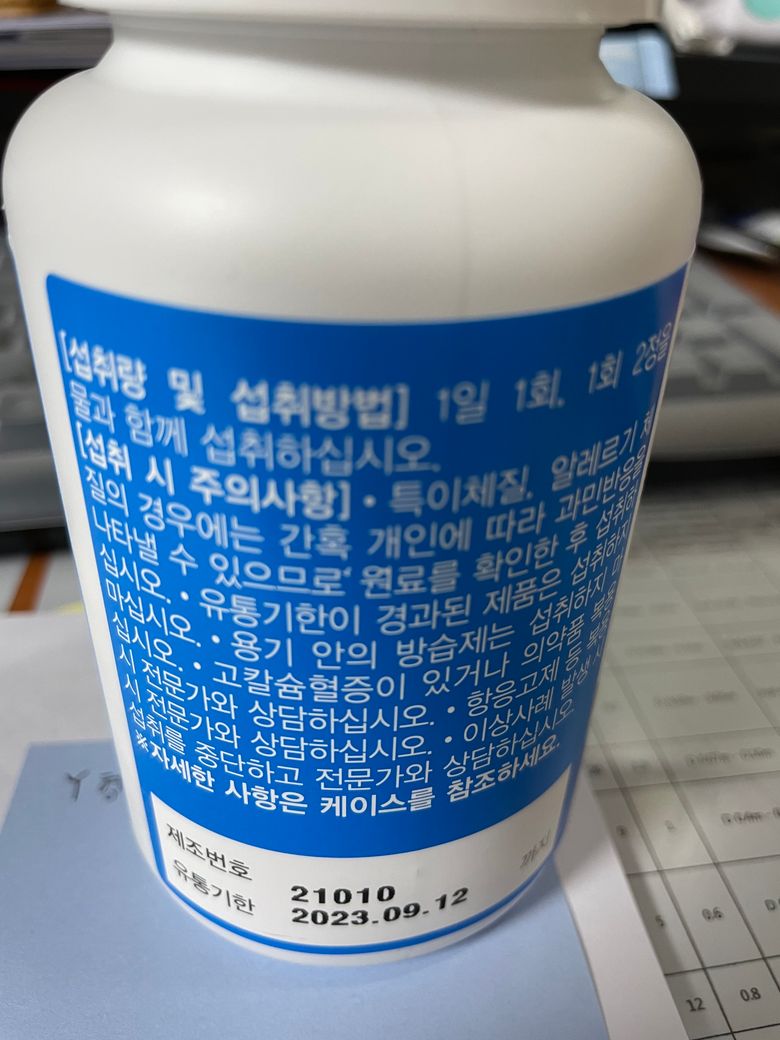 [섭취량 및 섭취방법] 1일 1회, 1회 2정을
물과 함께 섭취하십시오.
[섭취 시 주의사항] • 특이체질, 알레르기 체
질의 경우에는 간혹 개인에 따라 과민반응을
나타낼 수 있으므로 원료를 확인한 후 섭취하
십시오. • 유통기한이 경과된 제품은 섭취하지
마십시오. • 용기 안의 방습제는 섭취하지 마
십시오. • 고칼슘혈증이 있거나 의약품 복용
시 전문가와 상담하십시오. • 항응고제 등 복용
시 전문가와 상담하십시오. • 이상사례 발생 시
섭취를 중단하고 전문가와 상담하십시오.
※자세한 사항은 케이스를 참조하세요.
제조번호 21010
유통기한 2023.09.12 까지
5 0.6
12 0.8